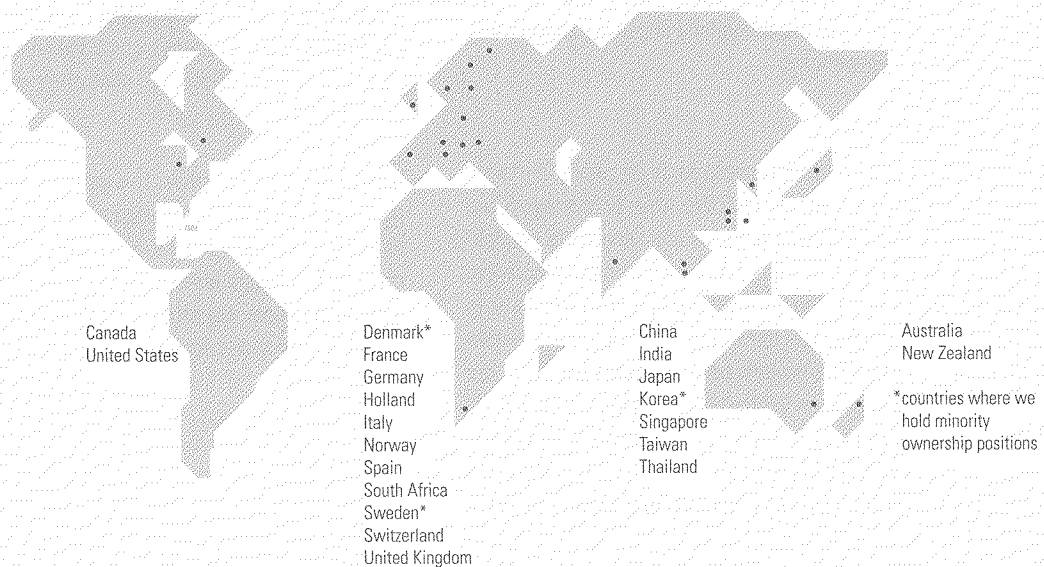 Canada
United States
Denmark*
France
Germany
Holland
Italy
Norway
Spain
South Africa
Sweden*
Switzerland
United Kingdom
China
India
Japan
Korea*
Singapore
Taiwan
Thailand
Australia
New Zealand
*countries where we
hold minority
ownership positions